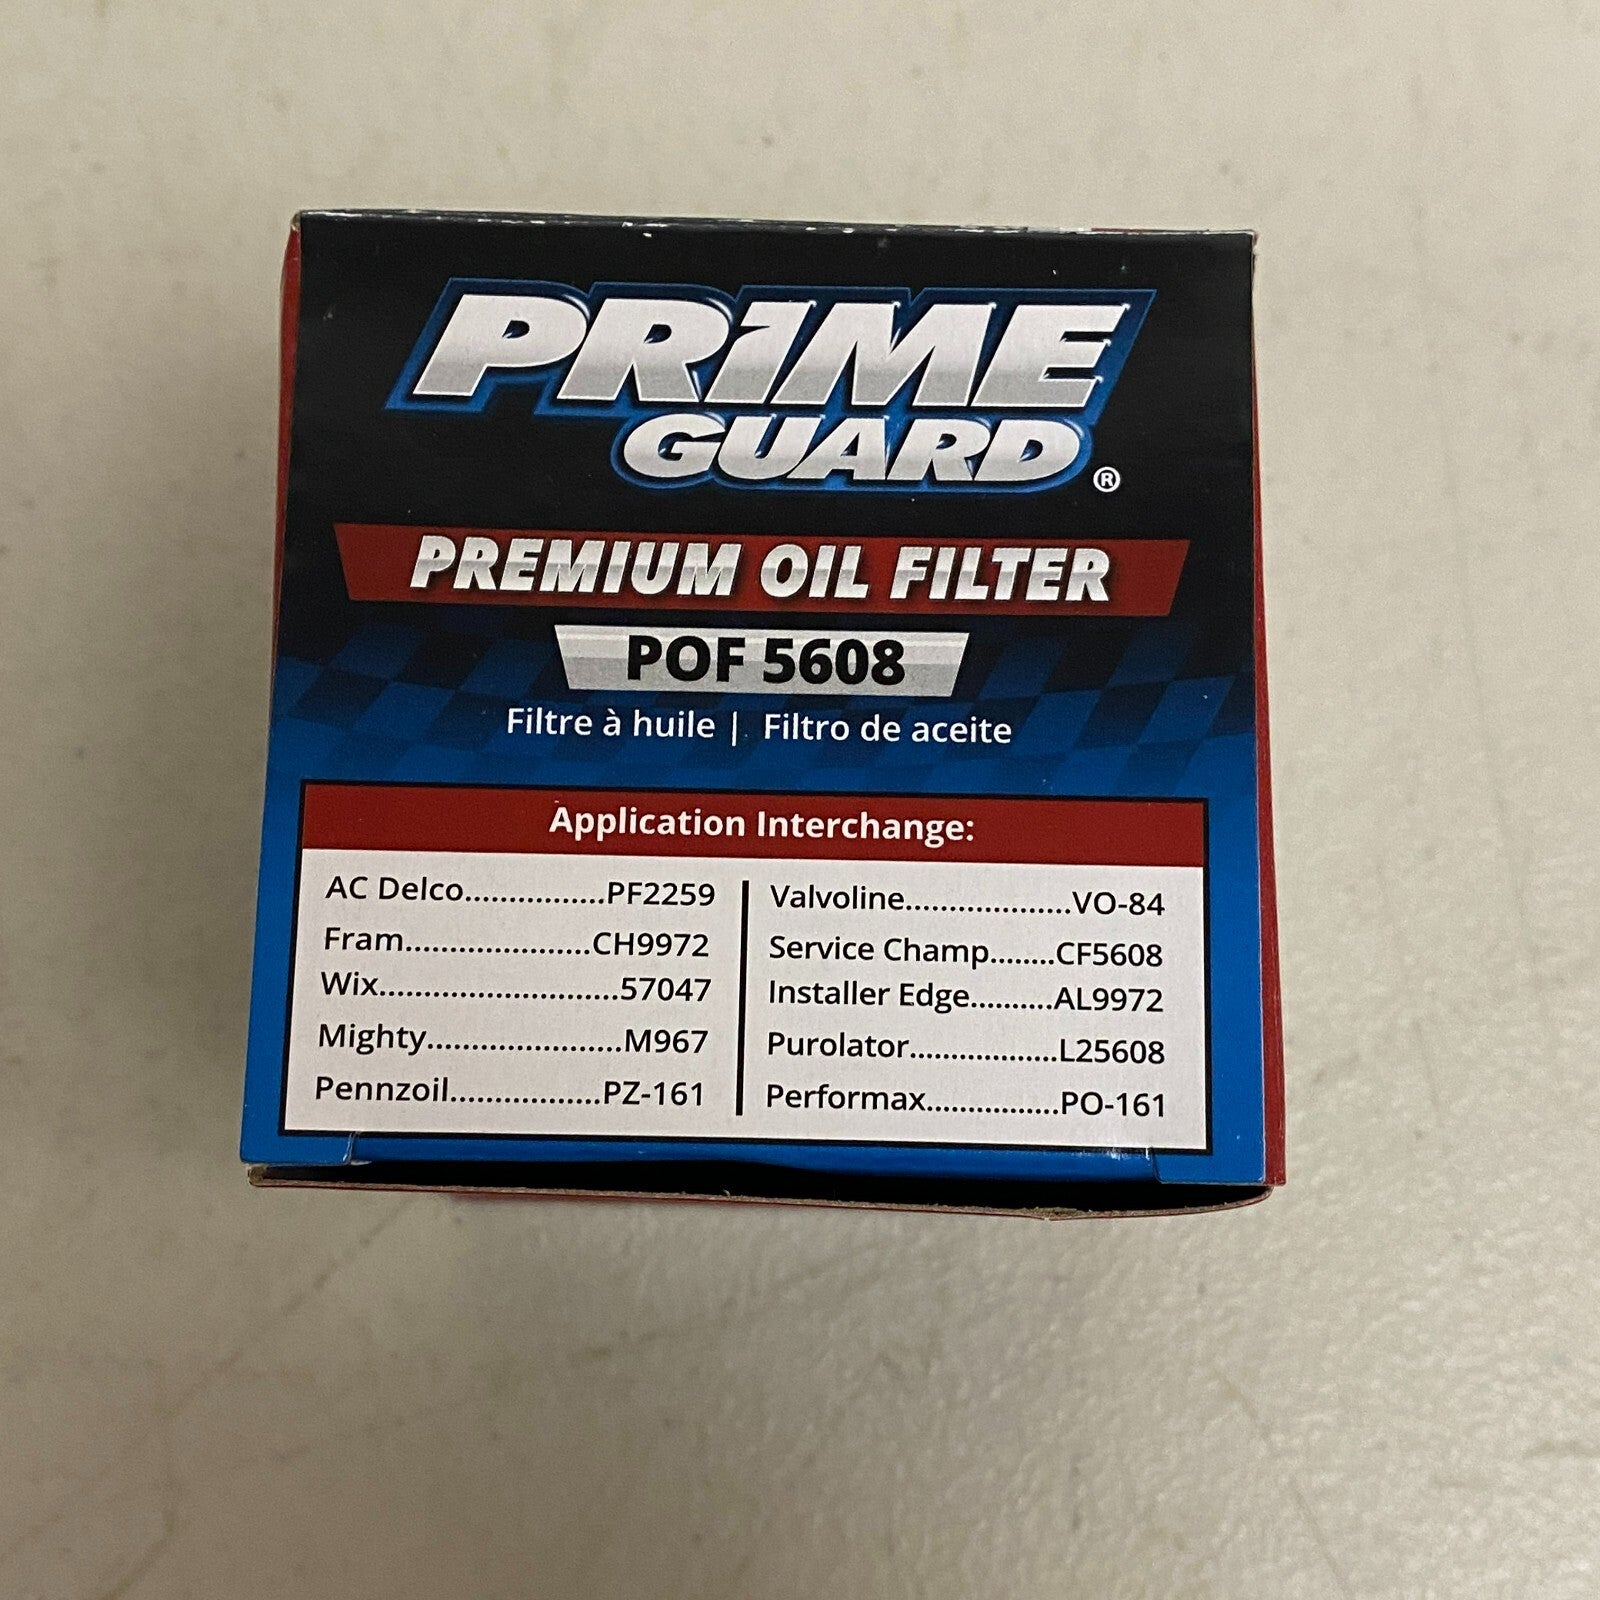 PRIME
GUARD®
PREMIUM OIL FILTER
POF 5608
Filtre à huile | Filtro de aceite
Application Interchange:
AC Delco................PF2259
Fram.....................CH9972
Wix...........................57047
Mighty......................M967
Pennzoil.................PZ-161
Valvoline...................VO-84
Service Champ........CF5608
Installer Edge..........AL9972
Purolator.................L25608
Performax...............PO-161